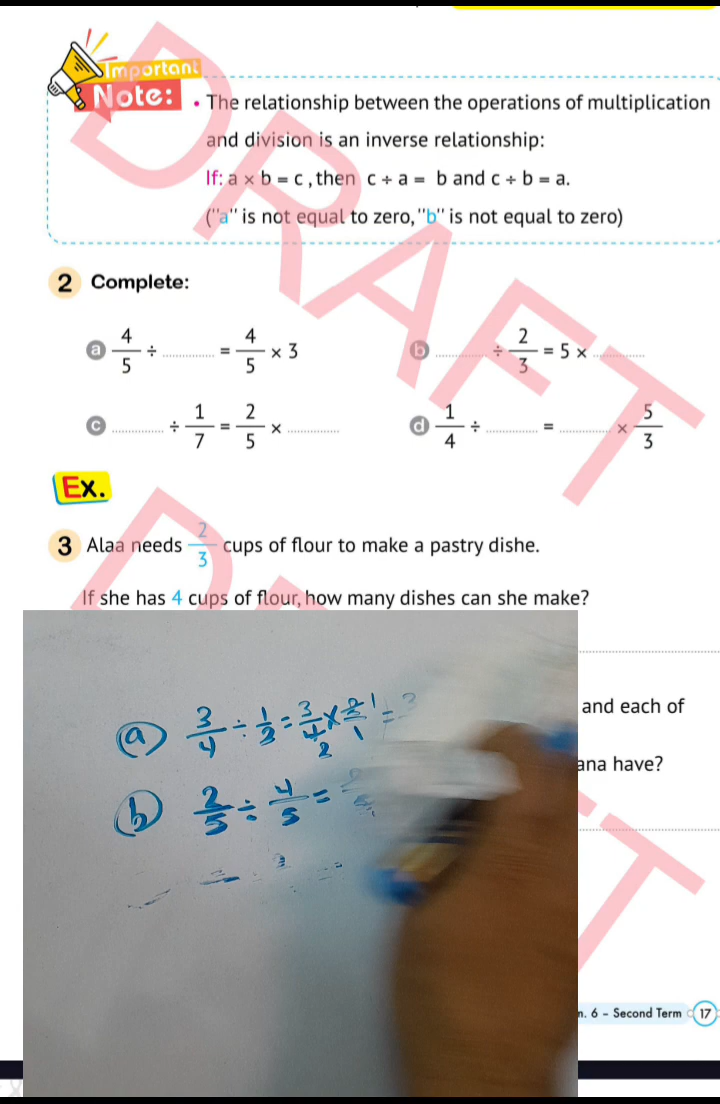 Important
Note: • The relationship between the operations of multiplication
and division is an inverse relationship:
If: a × b = c , then c ÷ a = b and c ÷ b = a.
("a" is not equal to zero, "b" is not equal to zero)
2 Complete:
a 4/5 ÷ ............ = 4/5 × 3
b ............ ÷ 2/3 = 5 × ............
c ............ ÷ 1/7 = 2/5 × ............
d 1/4 ÷ ............ = ............ × 5/3
Ex.
3 Alaa needs 2/3 cups of flour to make a pastry dishe.
If she has 4 cups of flour, how many dishes can she make?
and each of
ana have?
(a) 3/4 ÷ 1/2 = 3/4 × 2/1 = 3
2 1
(b) 2/5 ÷ 4/5 =
6 - Second Term 17
DRAFT